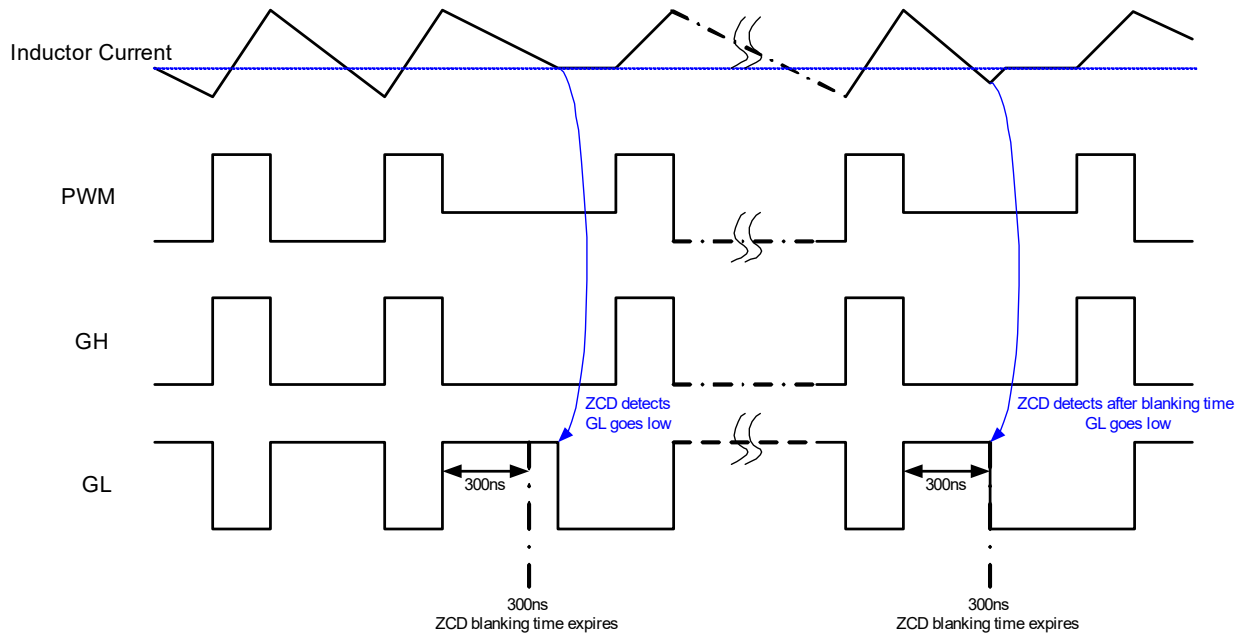 Inductor Current
PWM
GH
ZCD detects
GL goes low
ZCD detects after blanking time
GL goes low
GL
300ns
300ns
300ns
ZCD blanking time expires
300ns
ZCD blanking time expires